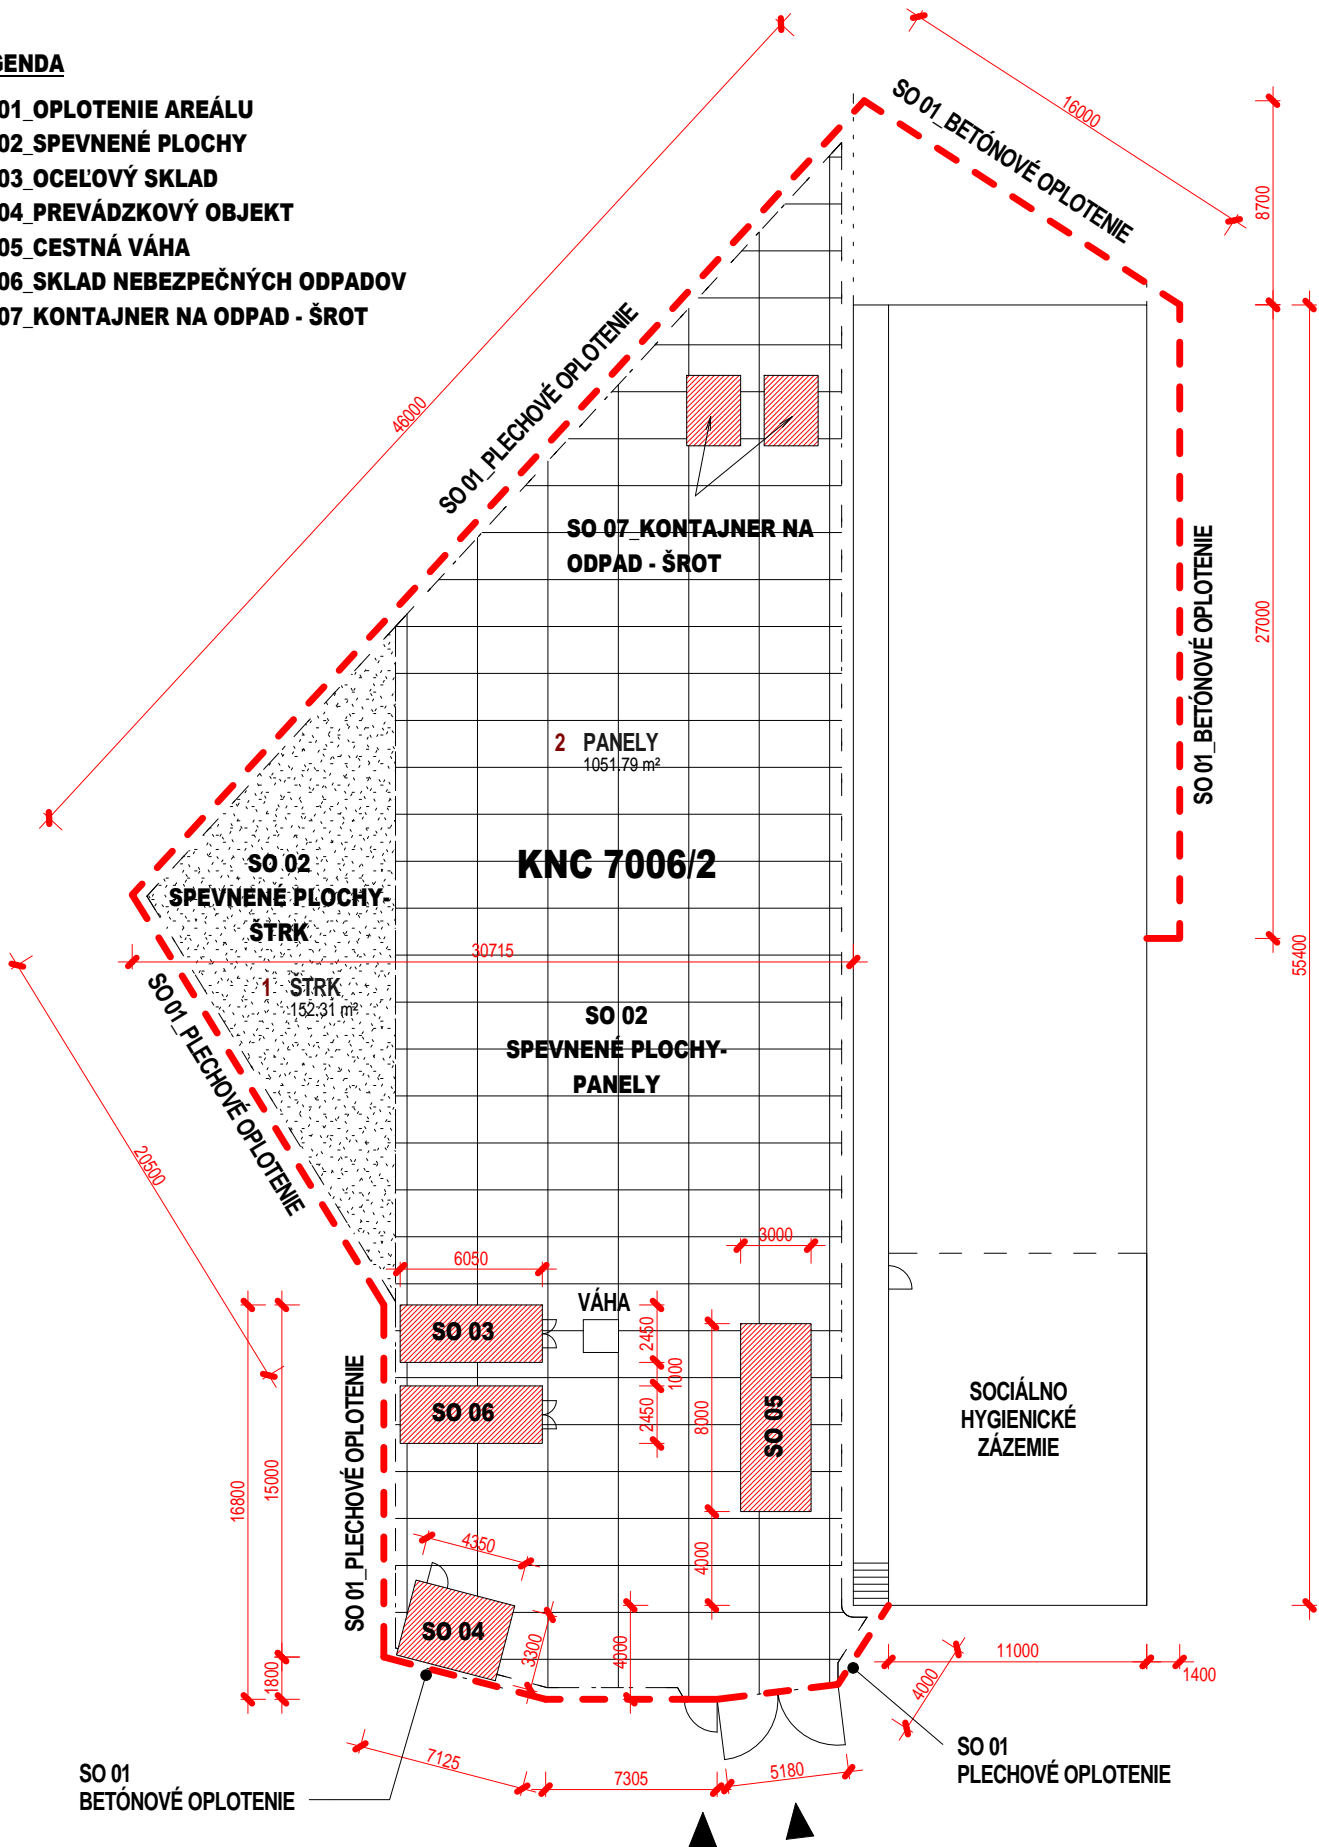 GENDA
01_OPLOTENIE AREÁLU
02_SPEVNENÉ PLOCHY
03_OCEĽOVÝ SKLAD
04_PREVÁDZKOVÝ OBJEKT
05_CESTNÁ VÁHA
06_SKLAD NEBEZPEČNÝCH ODPADOV
07_KONTAJNER NA ODPAD - ŠROT
SO 01_BETÓNOVÉ OPLOTENIE
16000
8700
46000
SO 01_PLECHOVÉ OPLOTENIE
SO 07_KONTAJNER NA
ODPAD - ŠROT
27000
SO 01_BETÓNOVÉ OPLOTENIE
55400
2 PANELY
1051.79 m²
KNC 7006/2
SO 02
SPEVNENÉ PLOCHY-
ŠTRK
30715
1 ŠTRK
152.31 m²
SO 02
SPEVNENÉ PLOCHY-
PANELY
SO 01_PLECHOVÉ OPLOTENIE
20500
6050
3000
VÁHA
SO 03
2450
1000
SO 06
2450
8000
SO 05
SOCIÁLNO
HYGIENICKÉ
ZÁZEMIE
16800
15000
SO 01_PLECHOVÉ OPLOTENIE
4350
4000
SO 04
3300
4000
1800
11000
1400
4000
7125
7305
5180
SO 01
BETÓNOVÉ OPLOTENIE
SO 01
PLECHOVÉ OPLOTENIE